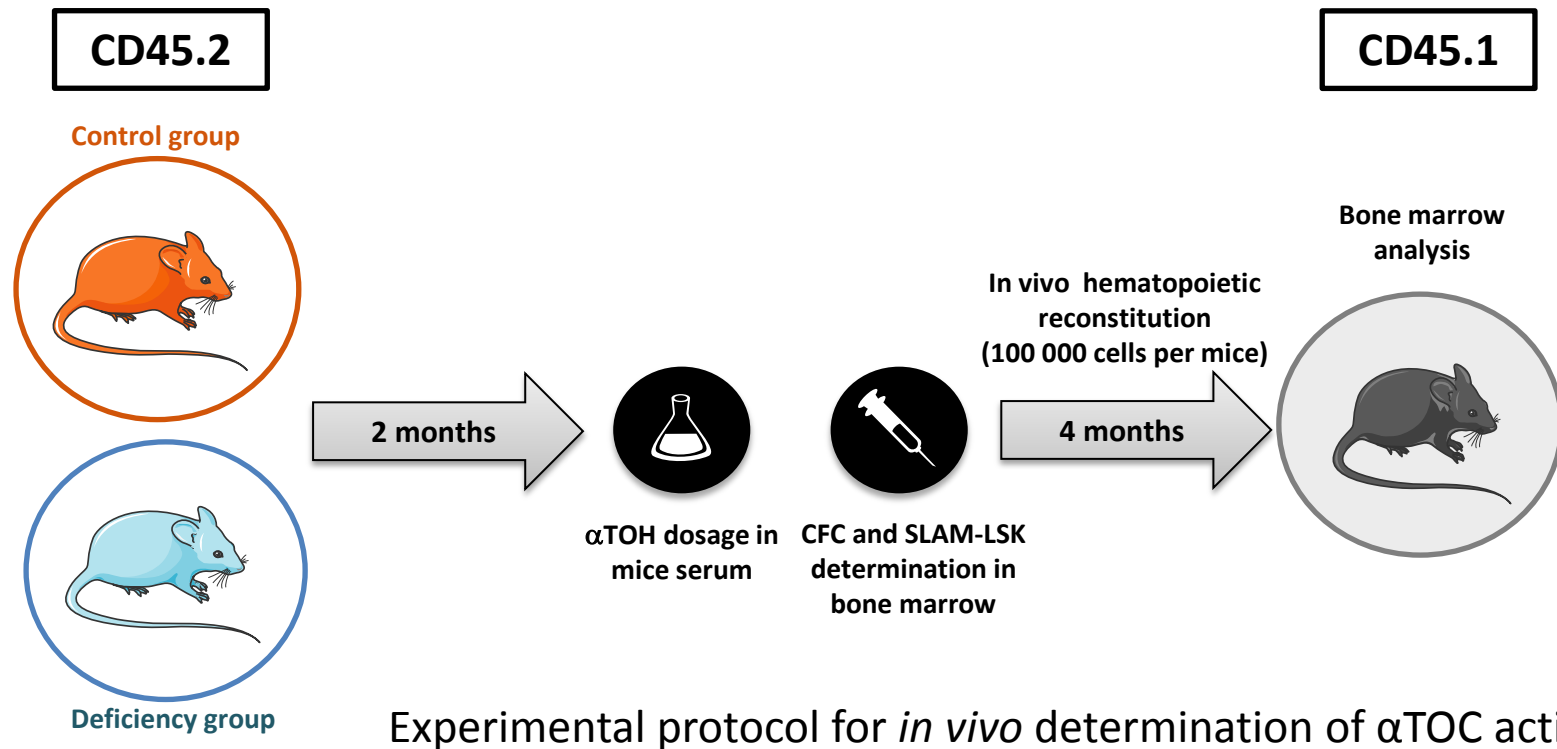 CD45.2
CD45.1
Control group
Bone marrow
analysis
In vivo hematopoietic
reconstitution
(100 000 cells per mice)
2 months
4 months
αTOH dosage in
mice serum
CFC and SLAM-LSK
determination in
bone marrow
Deficiency group
Experimental protocol for in vivo determination of αTOC acti